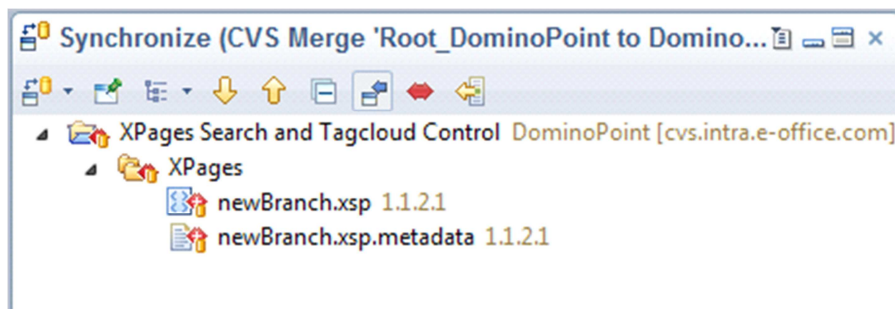 Synchronize (CVS Merge 'Root_DominoPoint to Domino...
XPages Search and Tagcloud Control DominoPoint [cvs.intra.e-office.com]
XPages
newBranch.xsp 1.1.2.1
newBranch.xsp.metadata 1.1.2.1